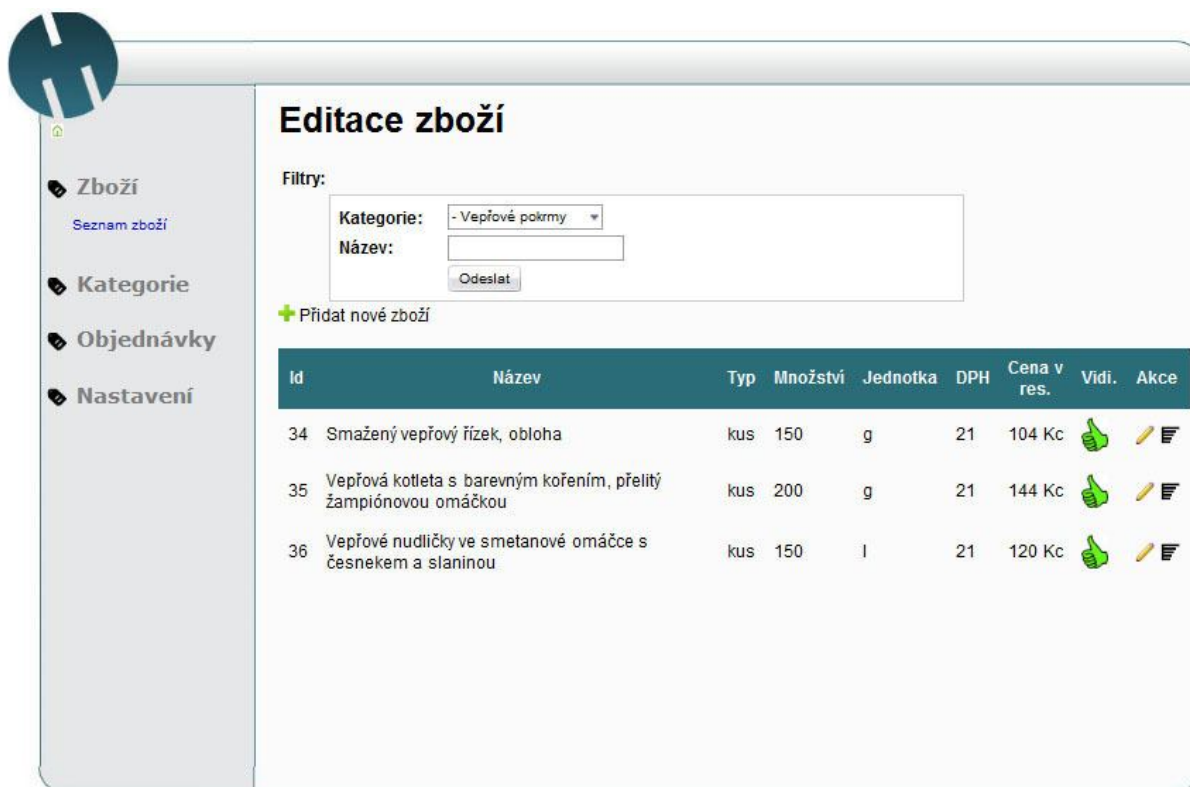 Editace zboží
Zboží
Seznam zboží
Kategorie
Objednávky
Nastavení
Filtry:
Kategorie: - Vepřové pokrmy
Název:
Odeslat
Přidat nové zboží
Id Název Typ Množství Jednotka DPH Cena v res. Vidi. Akce
34 Smažený vepřový řízek, obloha kus 150 g 21 104 Kc
35 Vepřová kotleta s barevným kořením, přelitý
žampiónovou omáčkou kus 200 g 21 144 Kc
36 Vepřové nudličky ve smetanové omáčce s
česnekem a slaninou kus 150 l 21 120 Kc